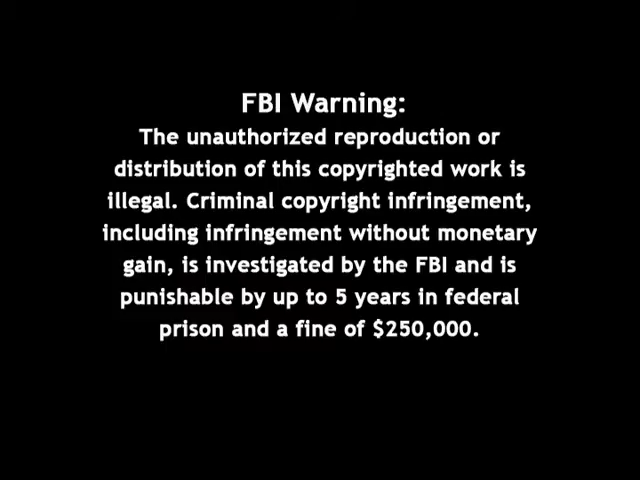 FBI Warning:
The unauthorized reproduction or
distribution of this copyrighted work is
illegal. Criminal copyright infringement,
including infringement without monetary
gain, is investigated by the FBI and is
punishable by up to 5 years in federal
prison and a fine of $250,000.